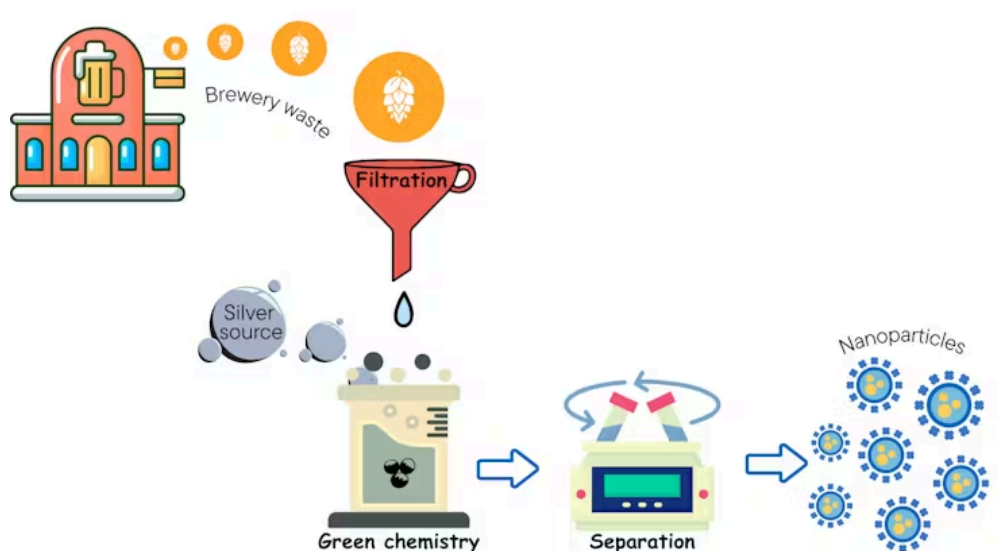 Brewery waste
Filtration
Silver
source
Nanoparticles
Green chemistry
Separation